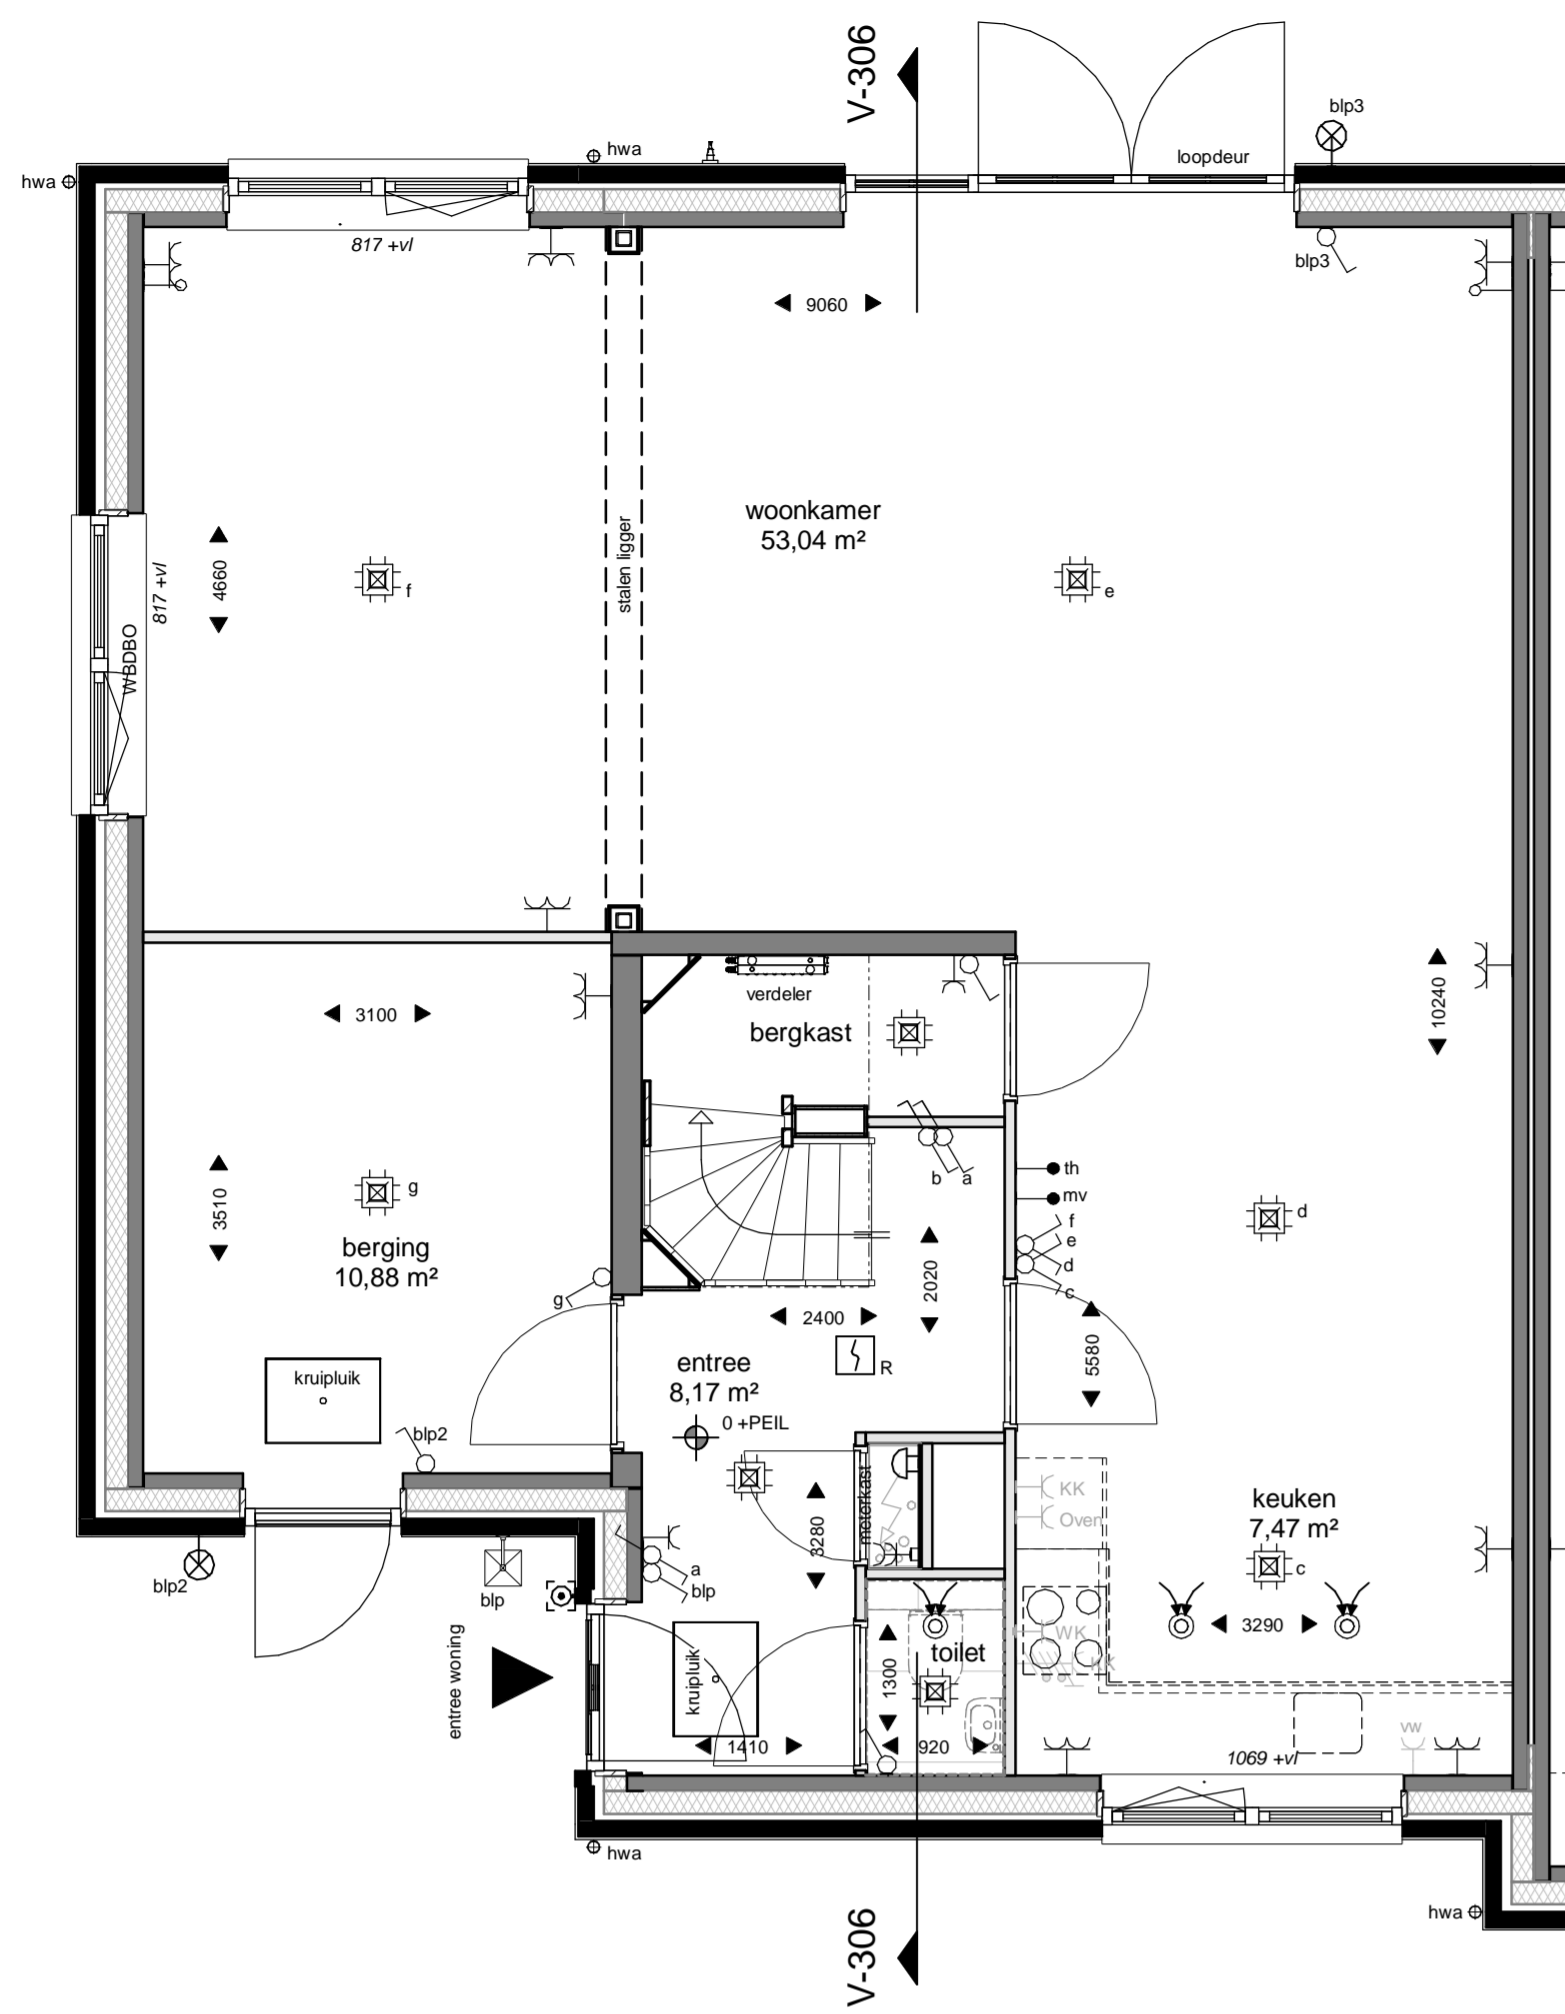 V-306
blp3
hwa
loopdeur
hwa
817 +vl
blp3
9060
woonkamer
53,04 m²
stalen ligger
4660
817 +vl
f
e
WBDBO
3100
verdeler
bergkast
10240
3510
g
b
a
th
mv
f
e
d
c
d
berging
10,88 m²
g
2020
2400
5580
kruipluik
entree
8,17 m²
R
0 +PEIL
blp2
meterkast
KK
Oven
keuken
7,47 m²
3280
c
blp2
blp
a
blp
entree woning
kruipluik
1300
toilet
WK
KK
3290
1410
920
1069 +vl
vw
hwa
V-306
hwa